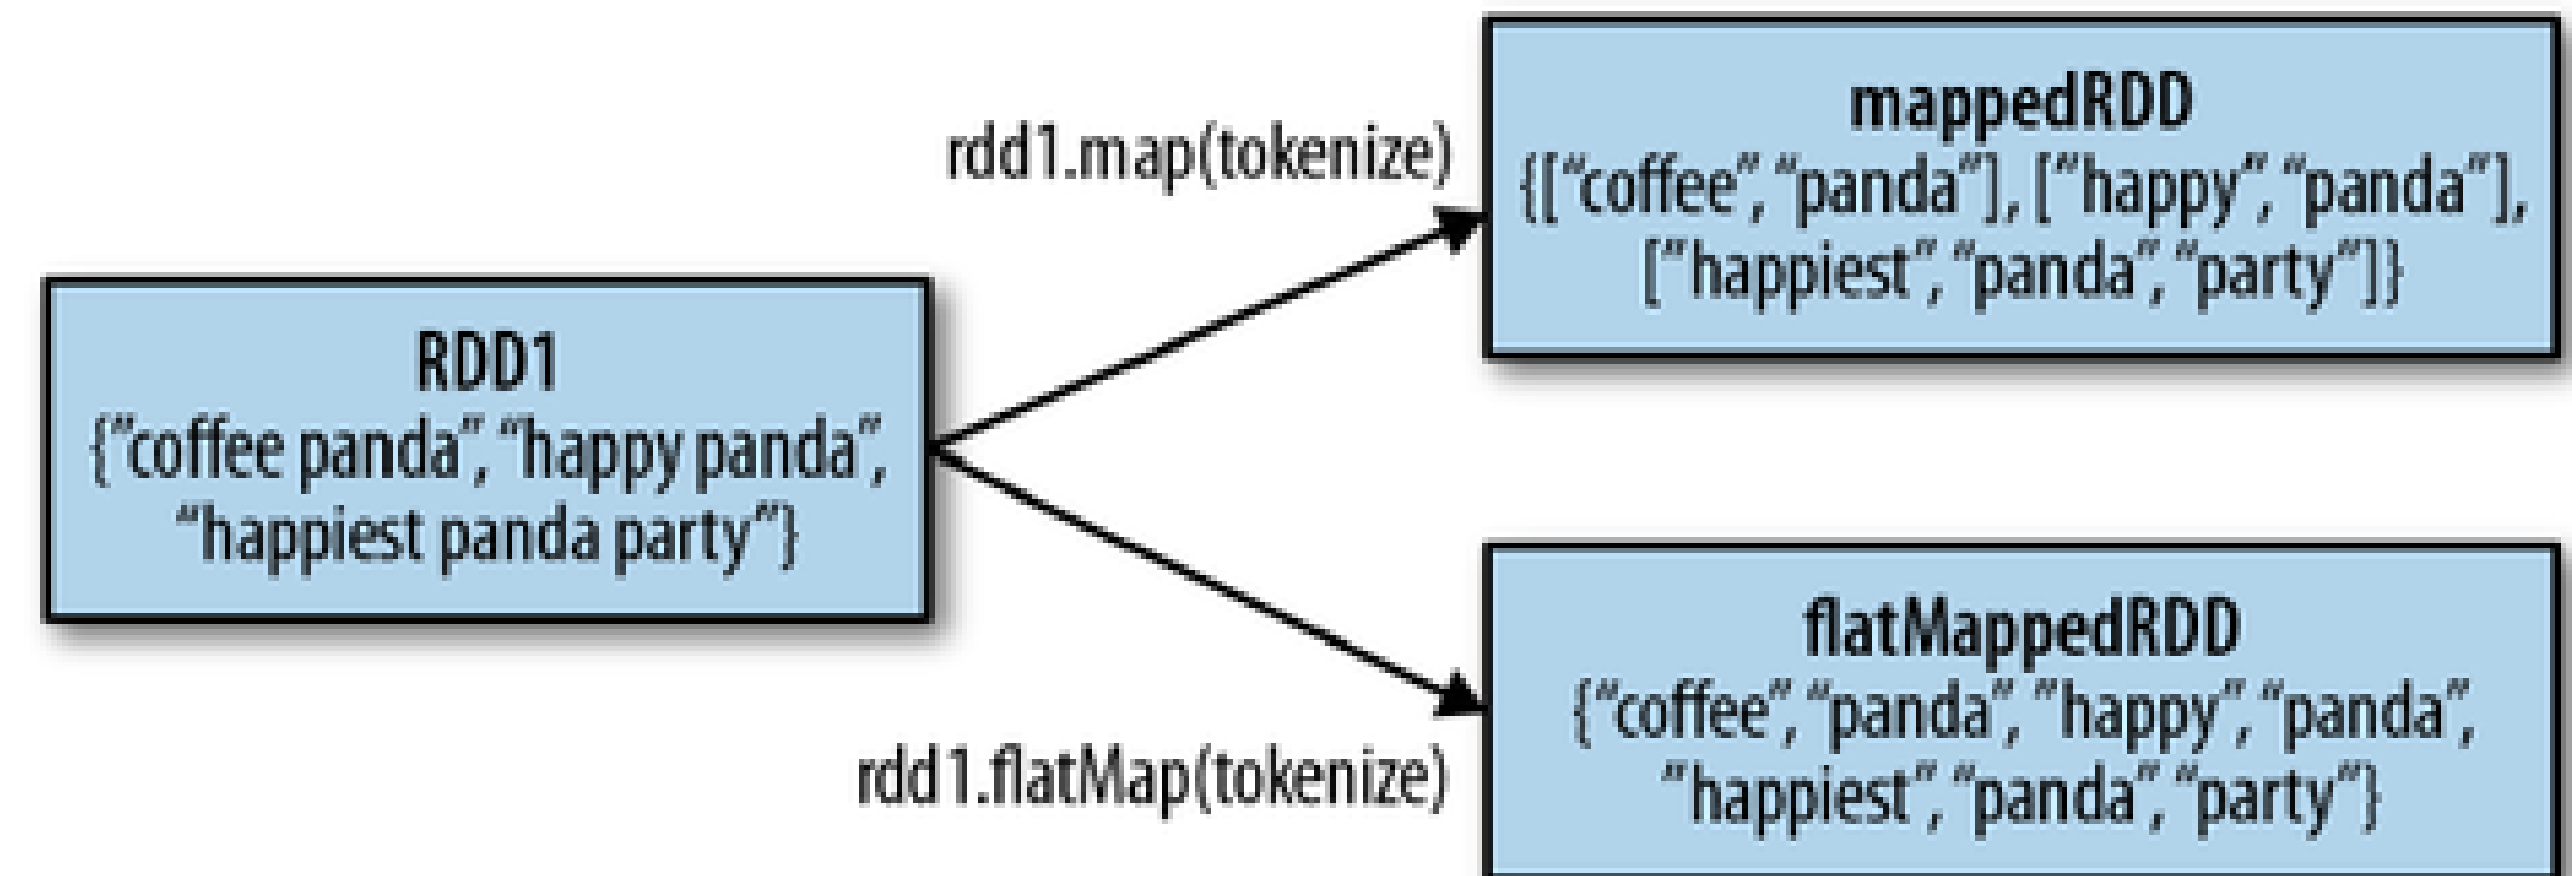 mappedRDD
rdd1.map(tokenize)
{[“coffee”, “panda”], [”happy”, “panda”],
[”happiest”, “panda”, “party”]}
RDD1
{”coffee panda”, “happy panda”,
“happiest panda party”}
flatMappedRDD
{“coffee”, “panda”, ”happy”, “panda”,
”happiest”, “panda”, “party”}
rdd1.flatMap(tokenize)